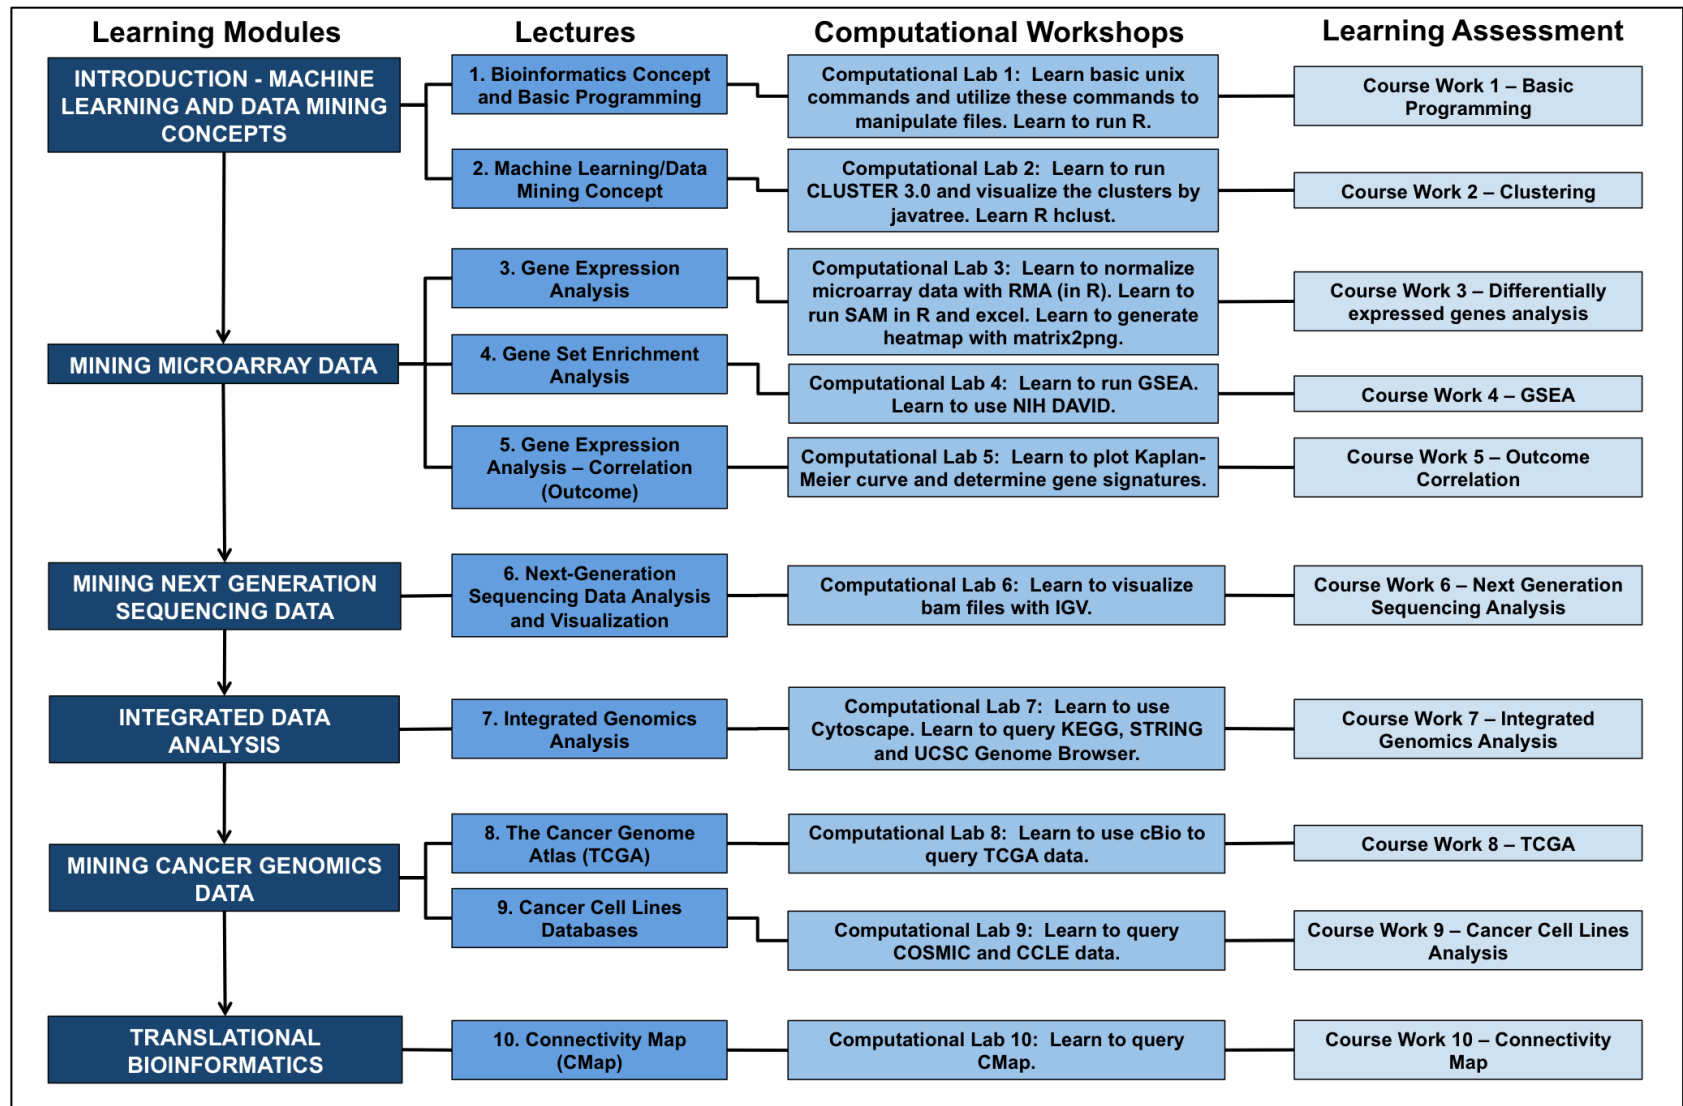 Learning Modules
Lectures
Computational Workshops
Learning Assessment
INTRODUCTION - MACHINE
LEARNING AND DATA MINING
CONCEPTS
1. Bioinformatics Concept
and Basic Programming
Computational Lab 1:  Learn basic unix
commands and utilize these commands to
manipulate files. Learn to run R.
Course Work 1 – Basic
Programming
2. Machine Learning/Data
Mining Concept
Computational Lab 2:  Learn to run
CLUSTER 3.0 and visualize the clusters by
javatree. Learn R hclust.
Course Work 2 – Clustering
MINING MICROARRAY DATA
3. Gene Expression
Analysis
Computational Lab 3:  Learn to normalize
microarray data with RMA (in R). Learn to
run SAM in R and excel. Learn to generate
heatmap with matrix2png.
Course Work 3 – Differentially
expressed genes analysis
4. Gene Set Enrichment
Analysis
Computational Lab 4:  Learn to run GSEA.
Learn to use NIH DAVID.
Course Work 4 – GSEA
5. Gene Expression
Analysis – Correlation
(Outcome)
Computational Lab 5:  Learn to plot Kaplan-
Meier curve and determine gene signatures.
Course Work 5 – Outcome
Correlation
MINING NEXT GENERATION
SEQUENCING DATA
6. Next-Generation
Sequencing Data Analysis
and Visualization
Computational Lab 6:  Learn to visualize
bam files with IGV.
Course Work 6 – Next Generation
Sequencing Analysis
INTEGRATED DATA
ANALYSIS
7. Integrated Genomics
Analysis
Computational Lab 7:  Learn to use
Cytoscape. Learn to query KEGG, STRING
and UCSC Genome Browser.
Course Work 7 – Integrated
Genomics Analysis
MINING CANCER GENOMICS
DATA
8. The Cancer Genome
Atlas (TCGA)
Computational Lab 8:  Learn to use cBio to
query TCGA data.
Course Work 8 – TCGA
9. Cancer Cell Lines
Databases
Computational Lab 9:  Learn to query
COSMIC and CCLE data.
Course Work 9 – Cancer Cell Lines
Analysis
TRANSLATIONAL
BIOINFORMATICS
10. Connectivity Map
(CMap)
Computational Lab 10:  Learn to query
CMap.
Course Work 10 – Connectivity
Map